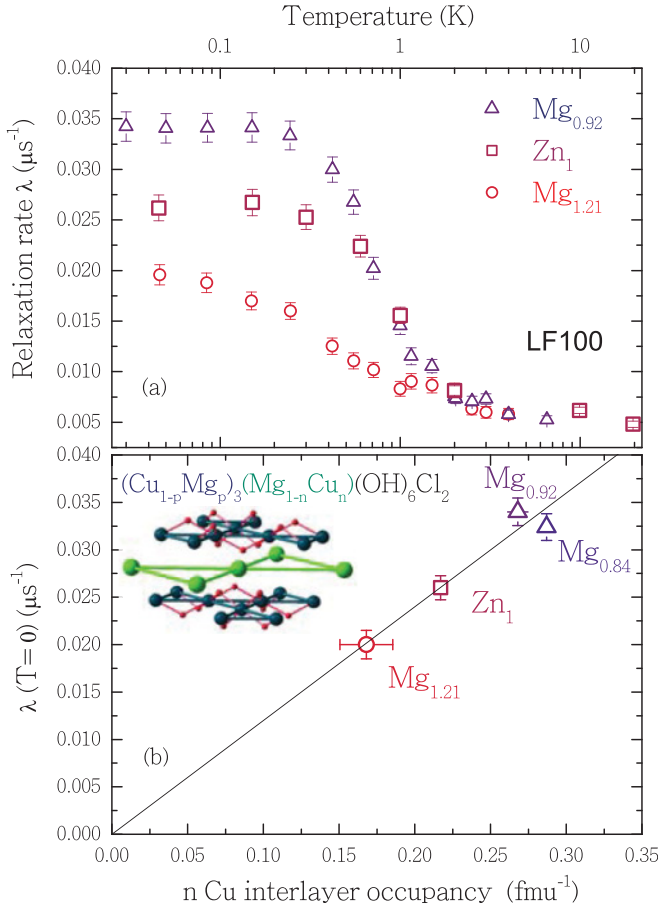 Temperature (K)
0.1 1 10
0.040
0.035
0.030
0.025
0.020
0.015
0.010
0.005
Relaxation rate λ (μs⁻¹)
Mg₀.₉₂
Zn₁
Mg₁.₂₁
LF100
(a)
(Cu₁₋ₚMgₚ)₃(Mg₁₋ₙCuₙ)(OH)₆Cl₂
0.040
0.035
0.030
0.025
0.020
0.015
0.010
0.005
0.000
λ (T=0) (μs⁻¹)
Mg₀.₉₂
Mg₀.₈₄
Zn₁
Mg₁.₂₁
(b)
0.00 0.05 0.10 0.15 0.20 0.25 0.30 0.35
n Cu interlayer occupancy (fmu⁻¹)